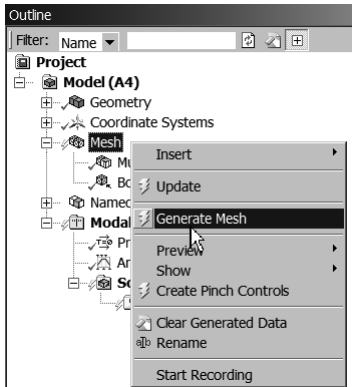 Outline
Filter: Name
Project
Model (A4)
Geometry
Coordinate Systems
Mesh
Insert
Update
Named
Generate Mesh
Modal
Preview
Show
Create Pinch Controls
Clear Generated Data
Rename
Start Recording